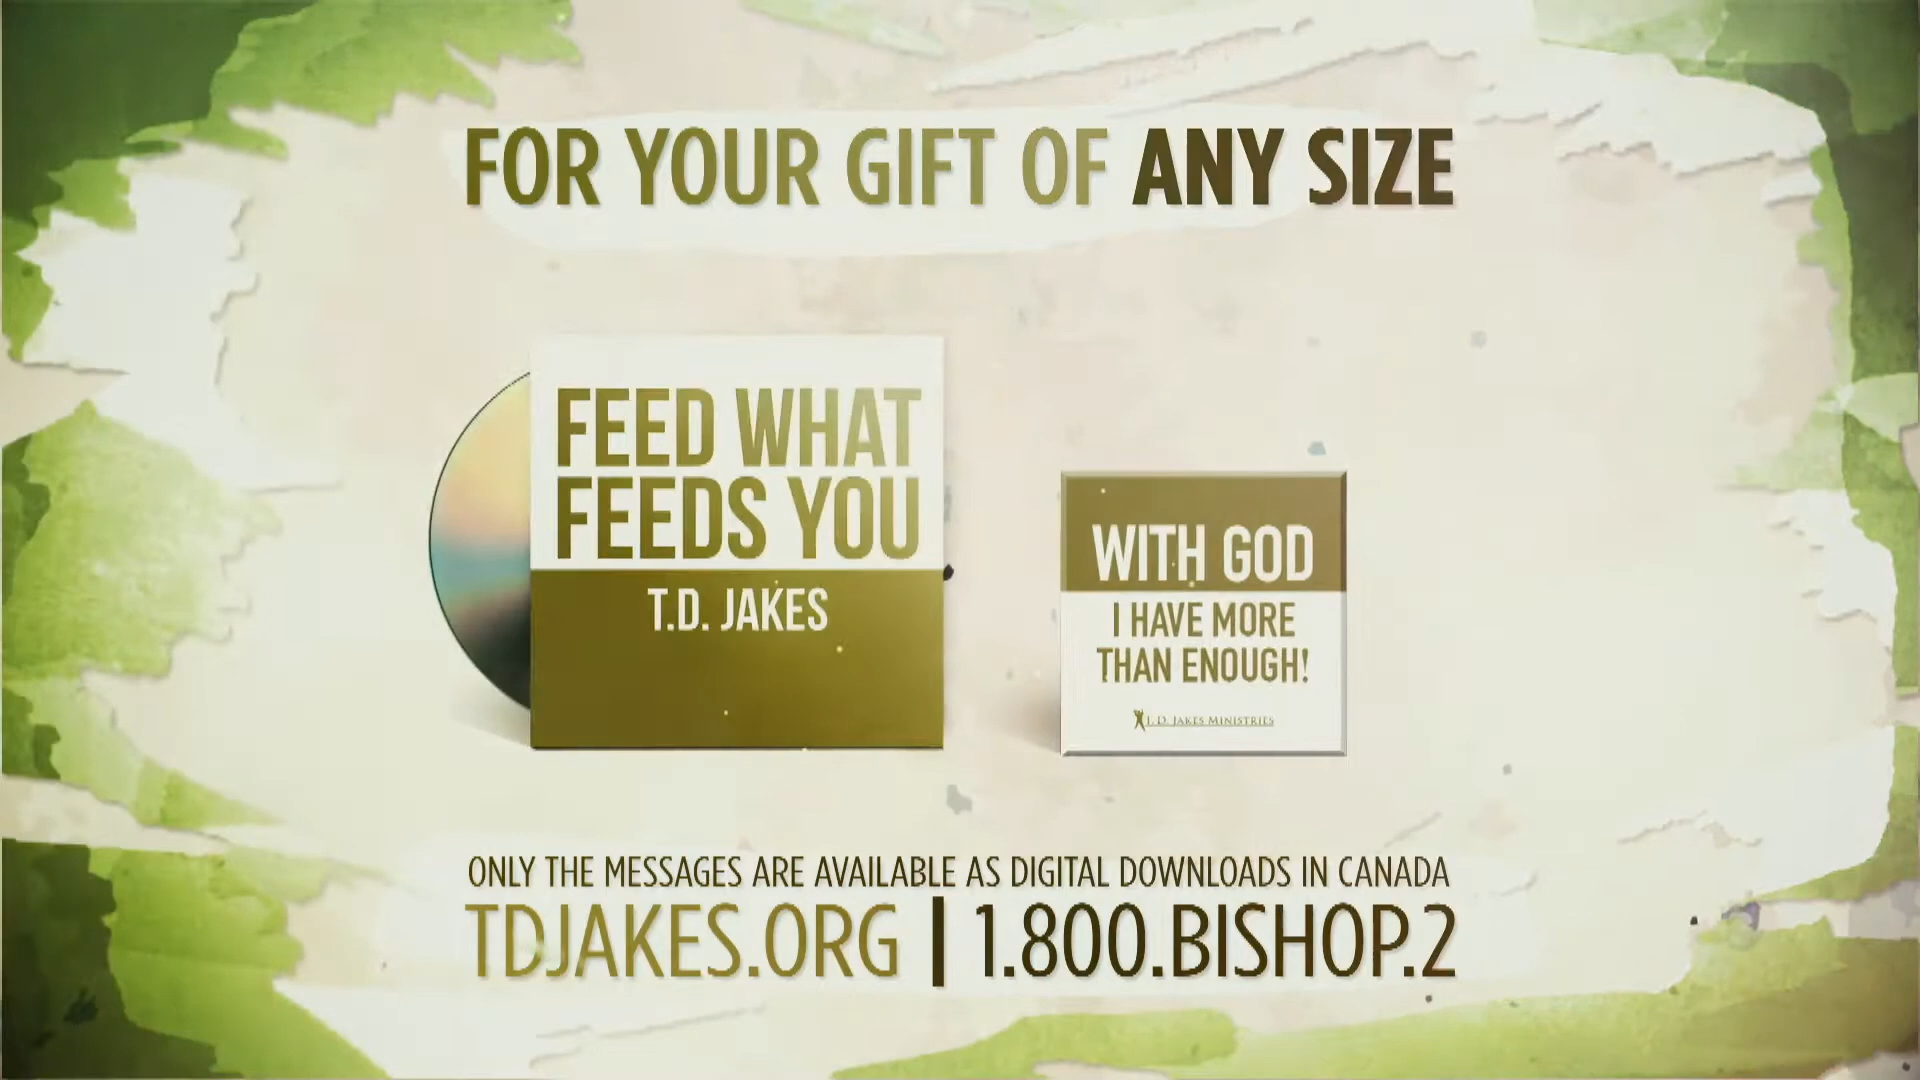 FOR YOUR GIFT OF ANY SIZE
FEED WHAT
FEEDS YOU
T.D. JAKES
WITH GOD
I HAVE MORE
THAN ENOUGH!
T. D. JAKES MINISTRIES
ONLY THE MESSAGES ARE AVAILABLE AS DIGITAL DOWNLOADS IN CANADA
TDJAKES.ORG | 1.800.BISHOP.2